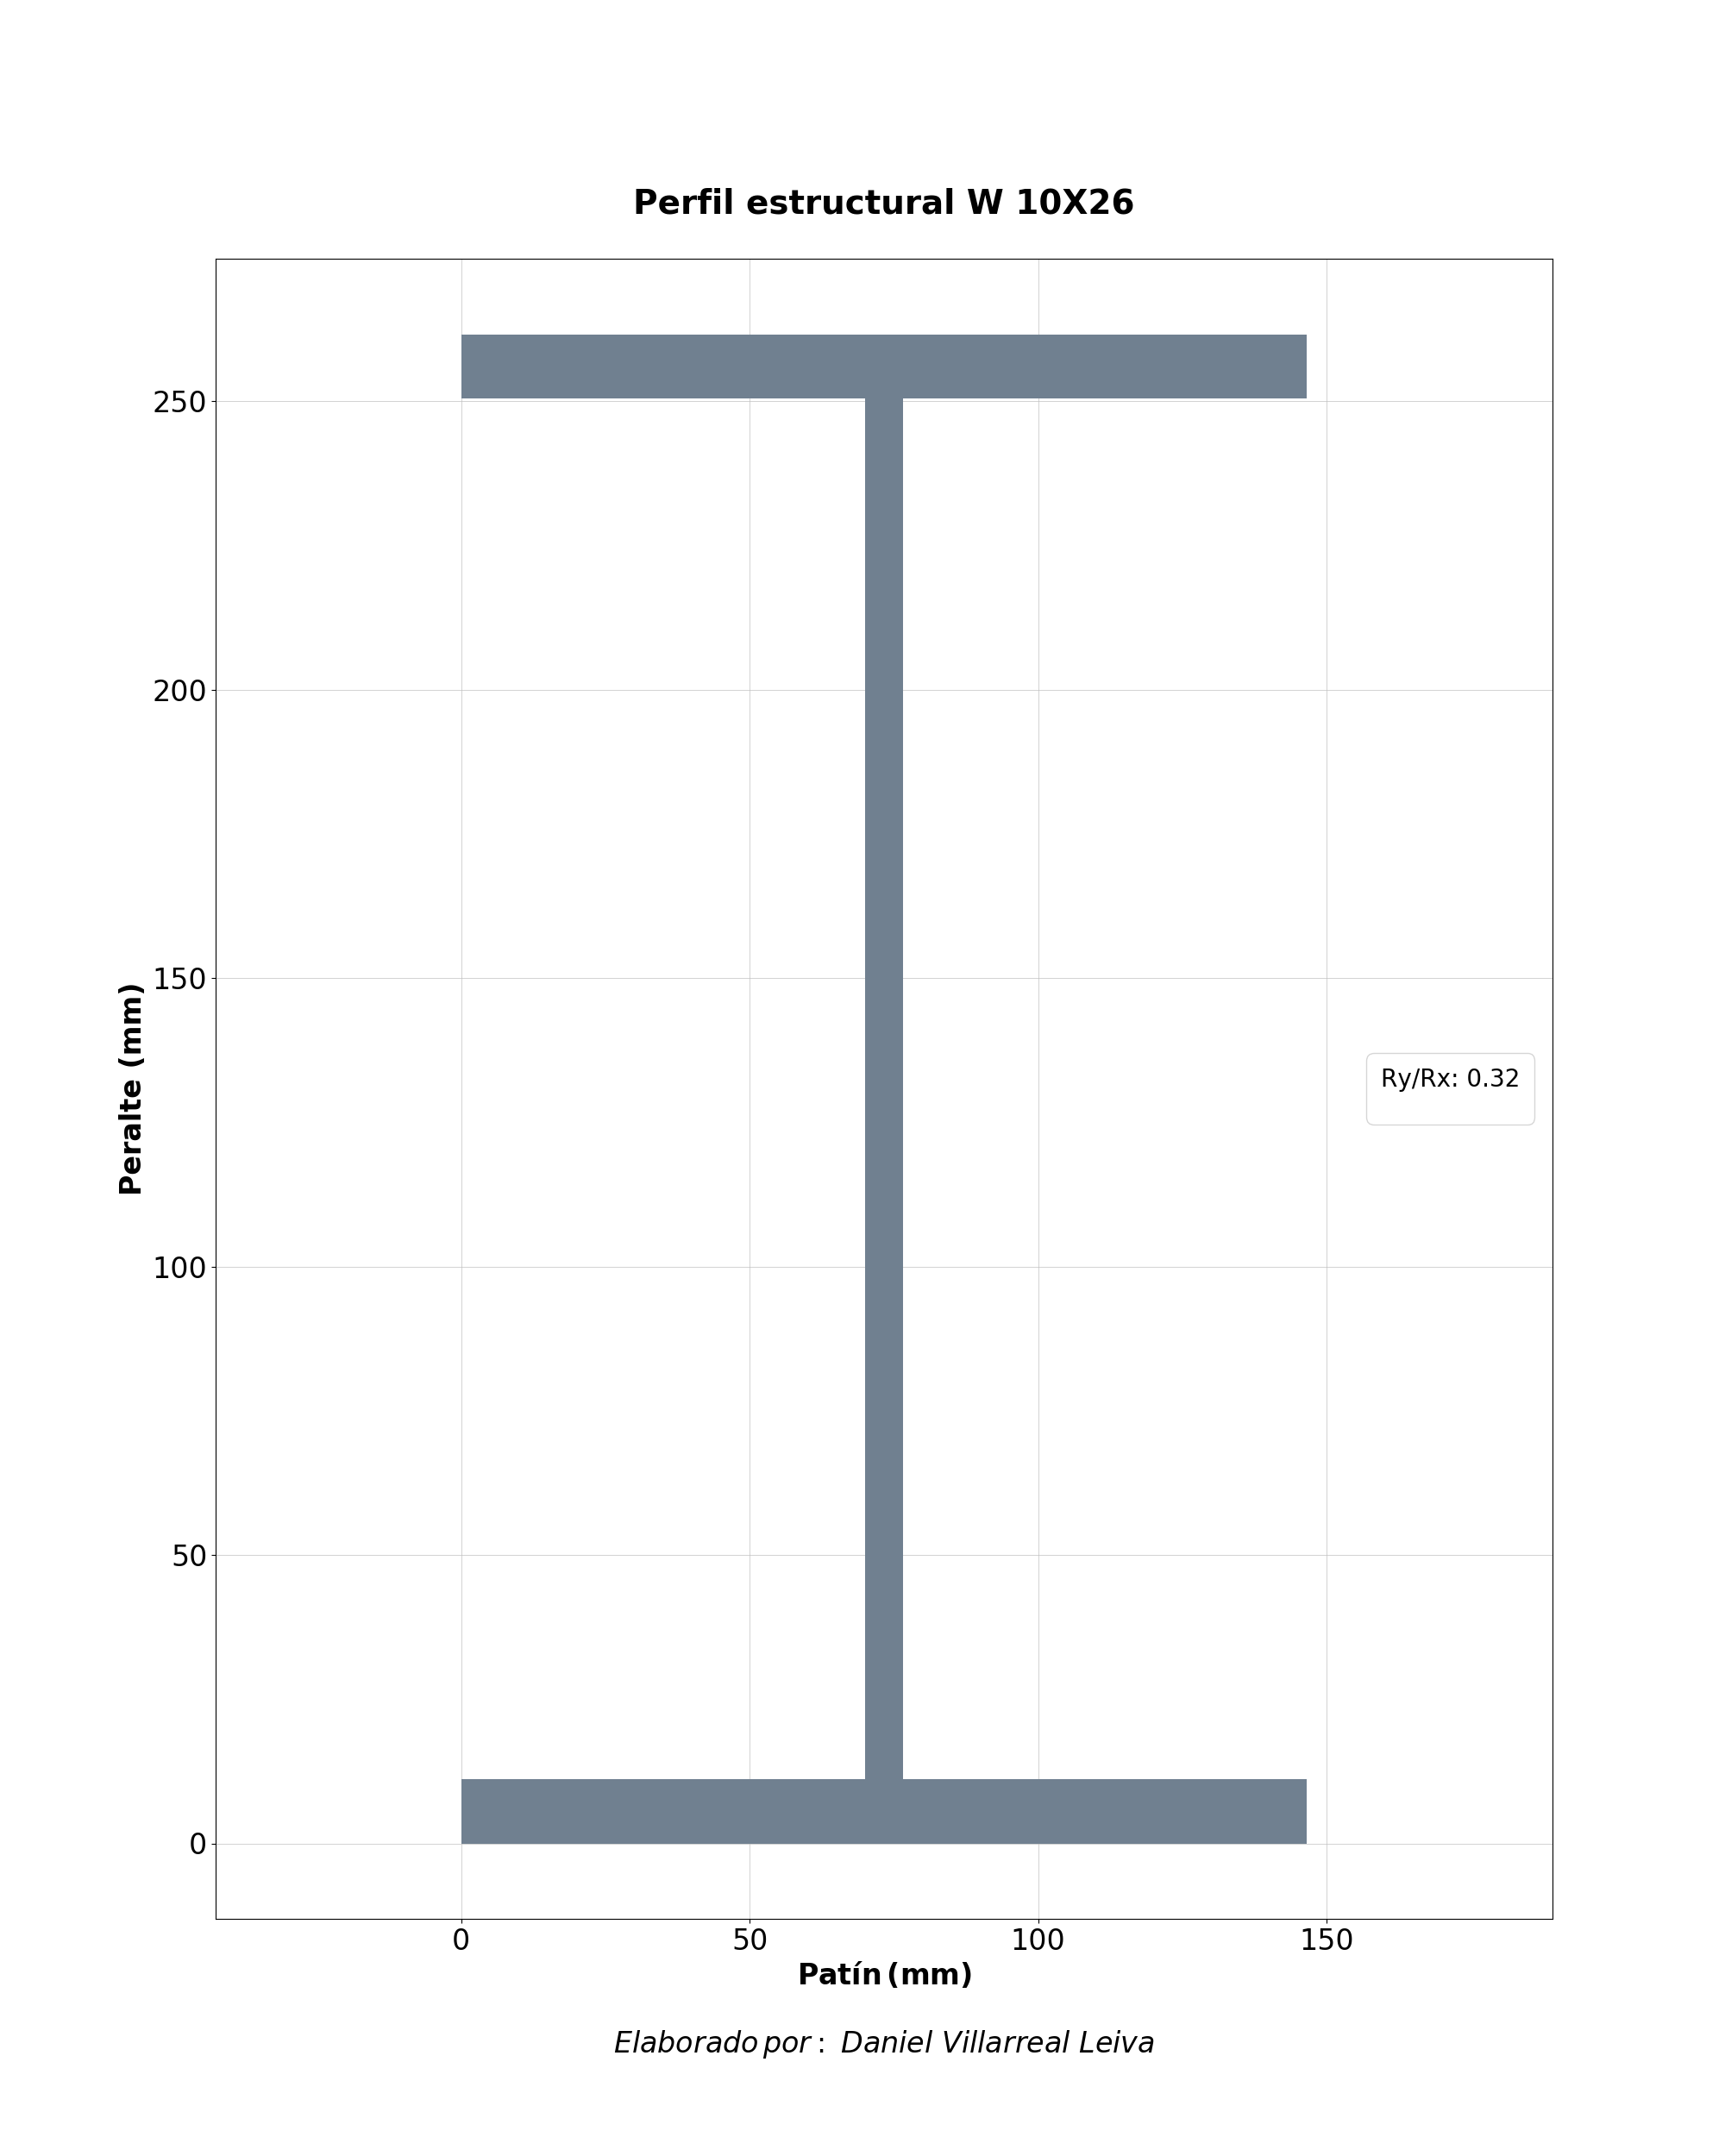 Perfil estructural W 10X26
250
200
150
100
50
0
Peralte (mm)
Ry/Rx: 0.32
0 50 100 150
Patín (mm)
Elaborado por: Daniel Villarreal Leiva